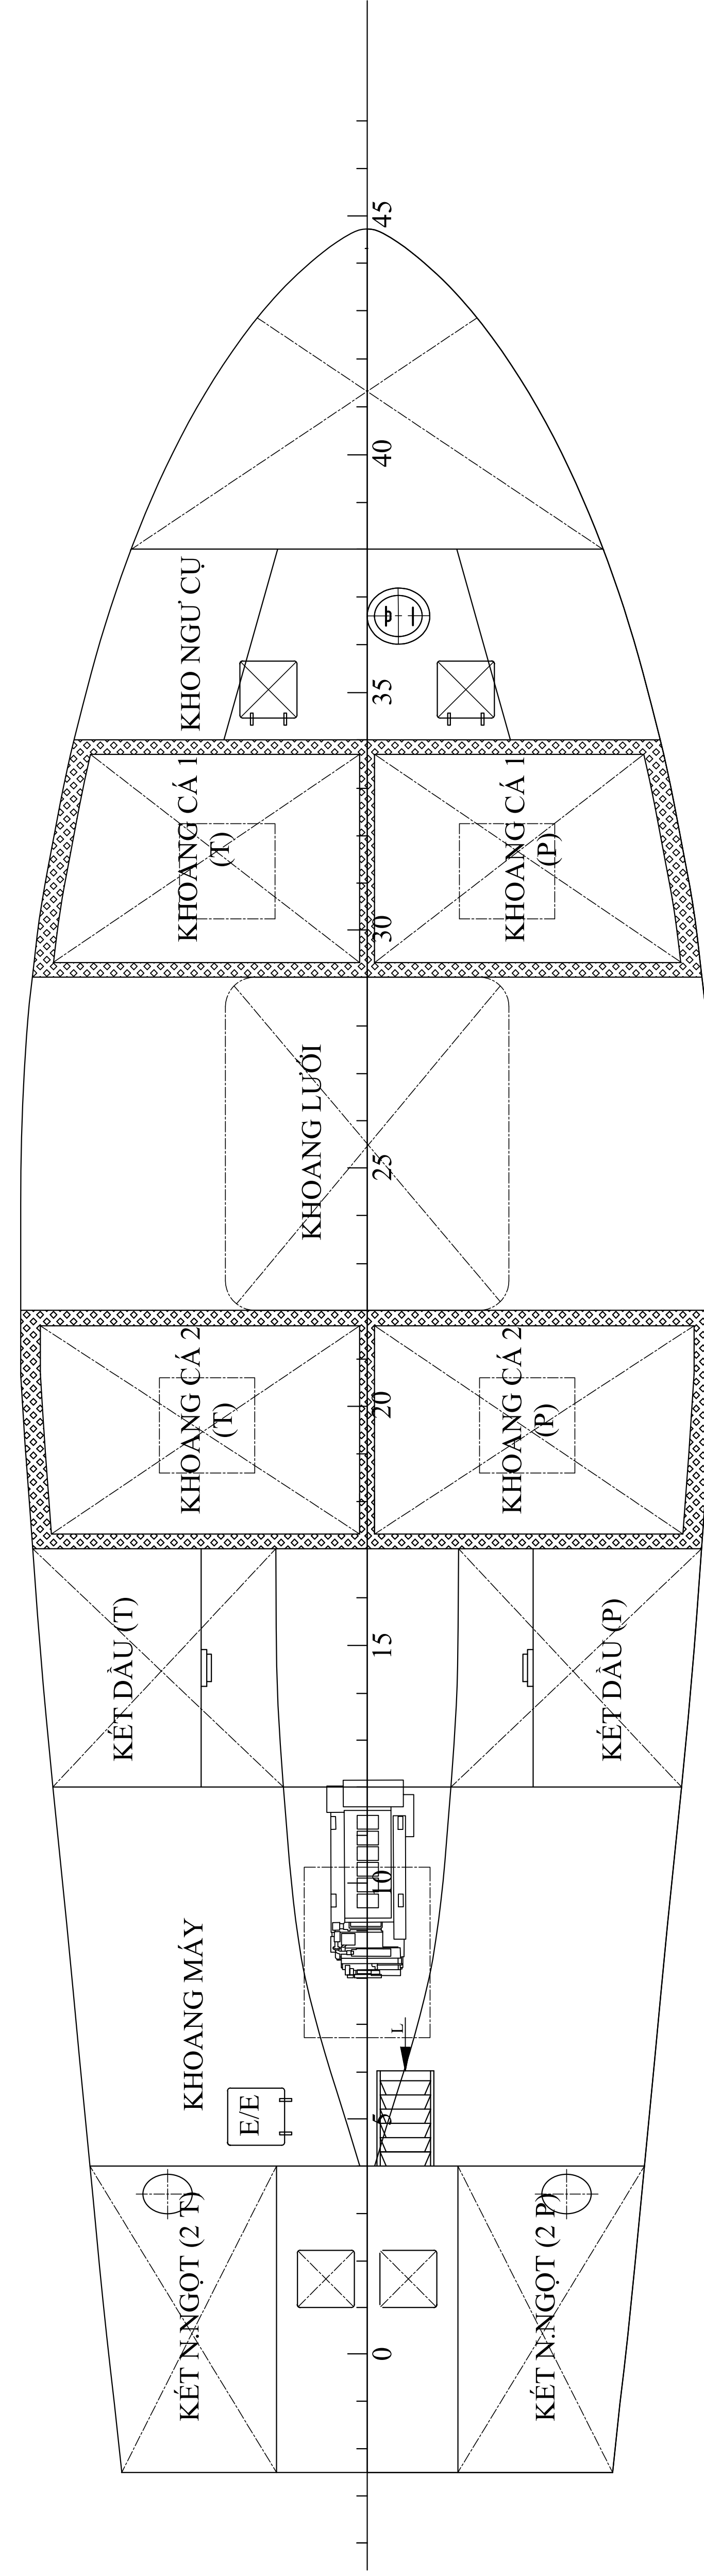 45
40
KHO NGƯ CỤ
35
KHOANG CÁ 1
(T)
KHOANG CÁ 1
(P)
30
KHOANG LƯỚI
25
KHOANG CÁ 2
(T)
KHOANG CÁ 2
(P)
20
KÉT DẦU (T)
KÉT DẦU (P)
15
10
KHOANG MÁY
L
E/E
5
KÉT N.NGỌT (2 T)
KÉT N.NGỌT (2 P)
0